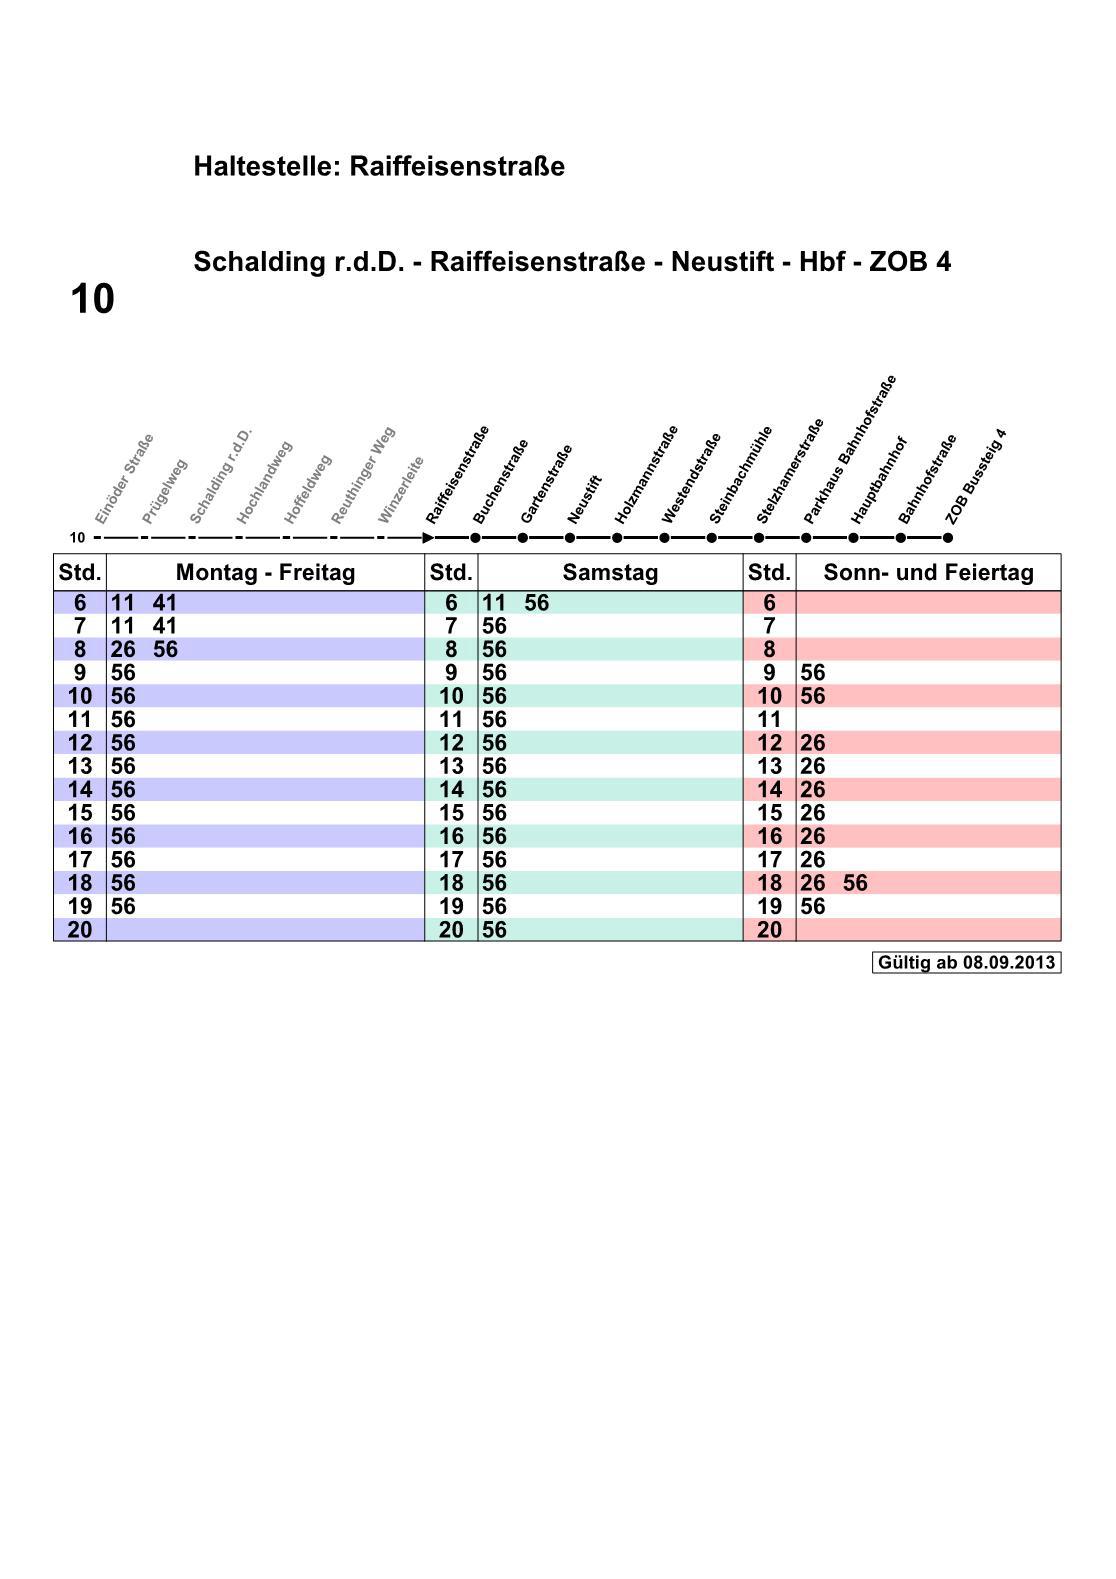 Haltestelle: Raiffeisenstraße
Schalding r.d.D. - Raiffeisenstraße - Neustift - Hbf - ZOB 4
10
Einöder Straße
Prügelweg
Schalding r.d.D.
Hochlandweg
Hoffeldweg
Reuthinger Weg
Winzerleite
Raiffeisenstraße
Buchenstraße
Gartenstraße
Neustift
Holzmannstraße
Westendstraße
Steinbachmühle
Stelzhamerstraße
Parkhaus Bahnhofstraße
Hauptbahnhof
Bahnhofstraße
ZOB Bussteig 4
10
Std. Montag - Freitag Std. Samstag Std. Sonn- und Feiertag
6 11 41 6 11 56 6
7 11 41 7 56 7
8 26 56 8 56 8
9 56 9 56 9 56
10 56 10 56 10 56
11 56 11 56 11
12 56 12 56 12 26
13 56 13 56 13 26
14 56 14 56 14 26
15 56 15 56 15 26
16 56 16 56 16 26
17 56 17 56 17 26
18 56 18 56 18 26 56
19 56 19 56 19 56
20 20 56 20
Gültig ab 08.09.2013